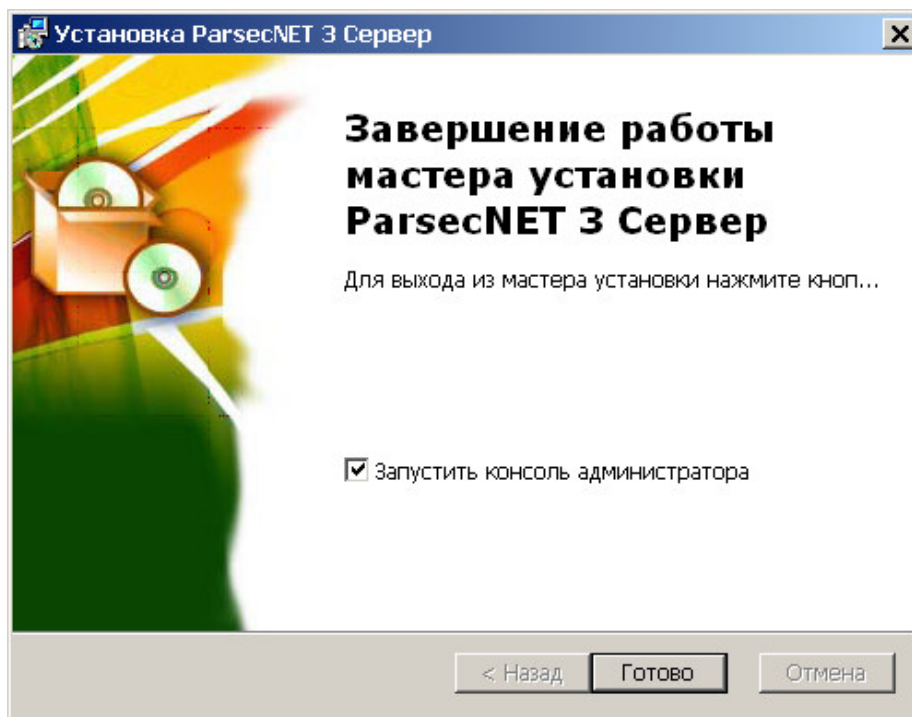 Установка ParsecNET 3 Сервер
Завершение работы
мастера установки
ParsecNET 3 Сервер
Для выхода из мастера установки нажмите кноп...
Запустить консоль администратора
< Назад
Готово
Отмена